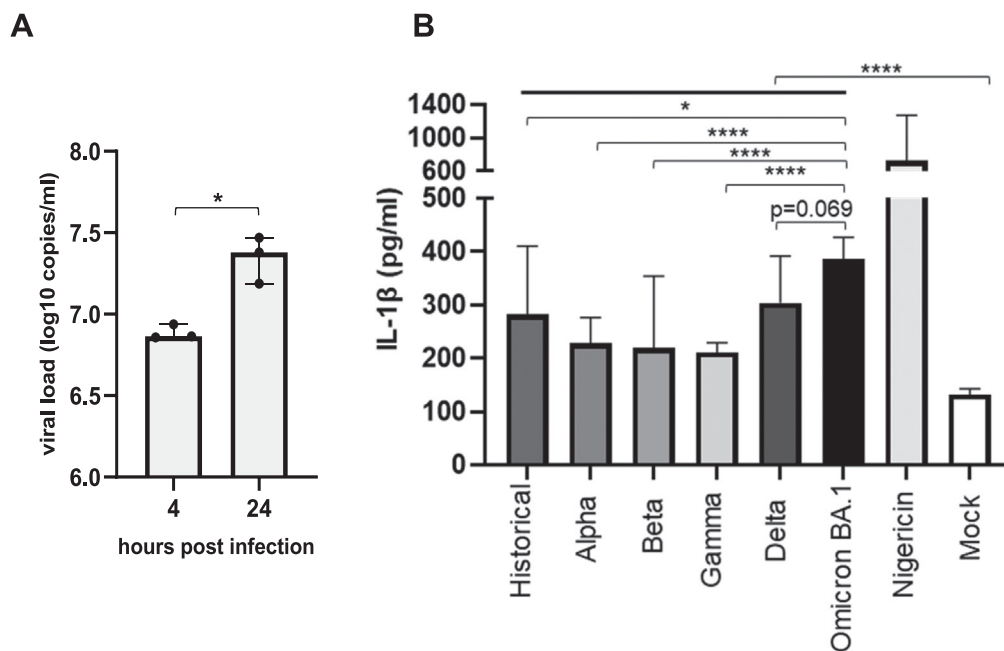 A
viral load (log10 copies/ml)
8.0
7.5
7.0
6.5
6.0
*
4
24
hours post infection
B
IL-1β (pg/ml)
1400
1000
600
500
400
300
200
100
0
****
*
****
****
****
p=0.069
Historical
Alpha
Beta
Gamma
Delta
Omicron BA.1
Nigericin
Mock